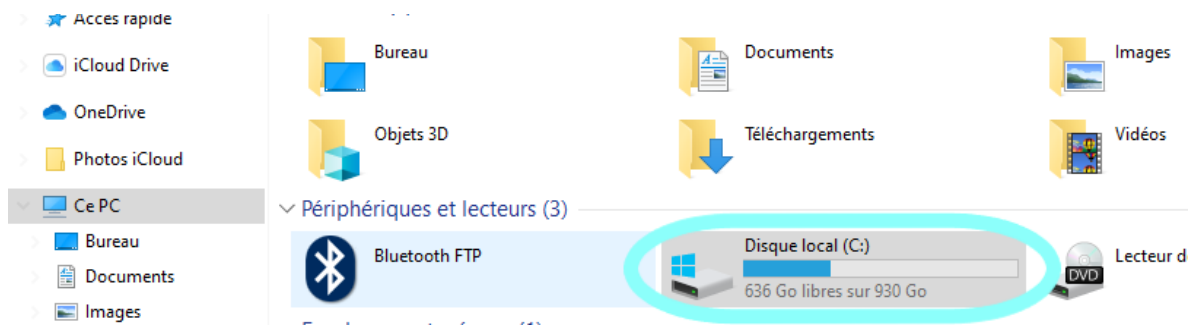 Accès rapide
iCloud Drive
OneDrive
Photos iCloud
Ce PC
Bureau
Documents
Images
Bureau
Documents
Images
Objets 3D
Téléchargements
Vidéos
Périphériques et lecteurs (3)
Bluetooth FTP
Disque local (C:)
636 Go libres sur 930 Go
Lecteur d
DVD